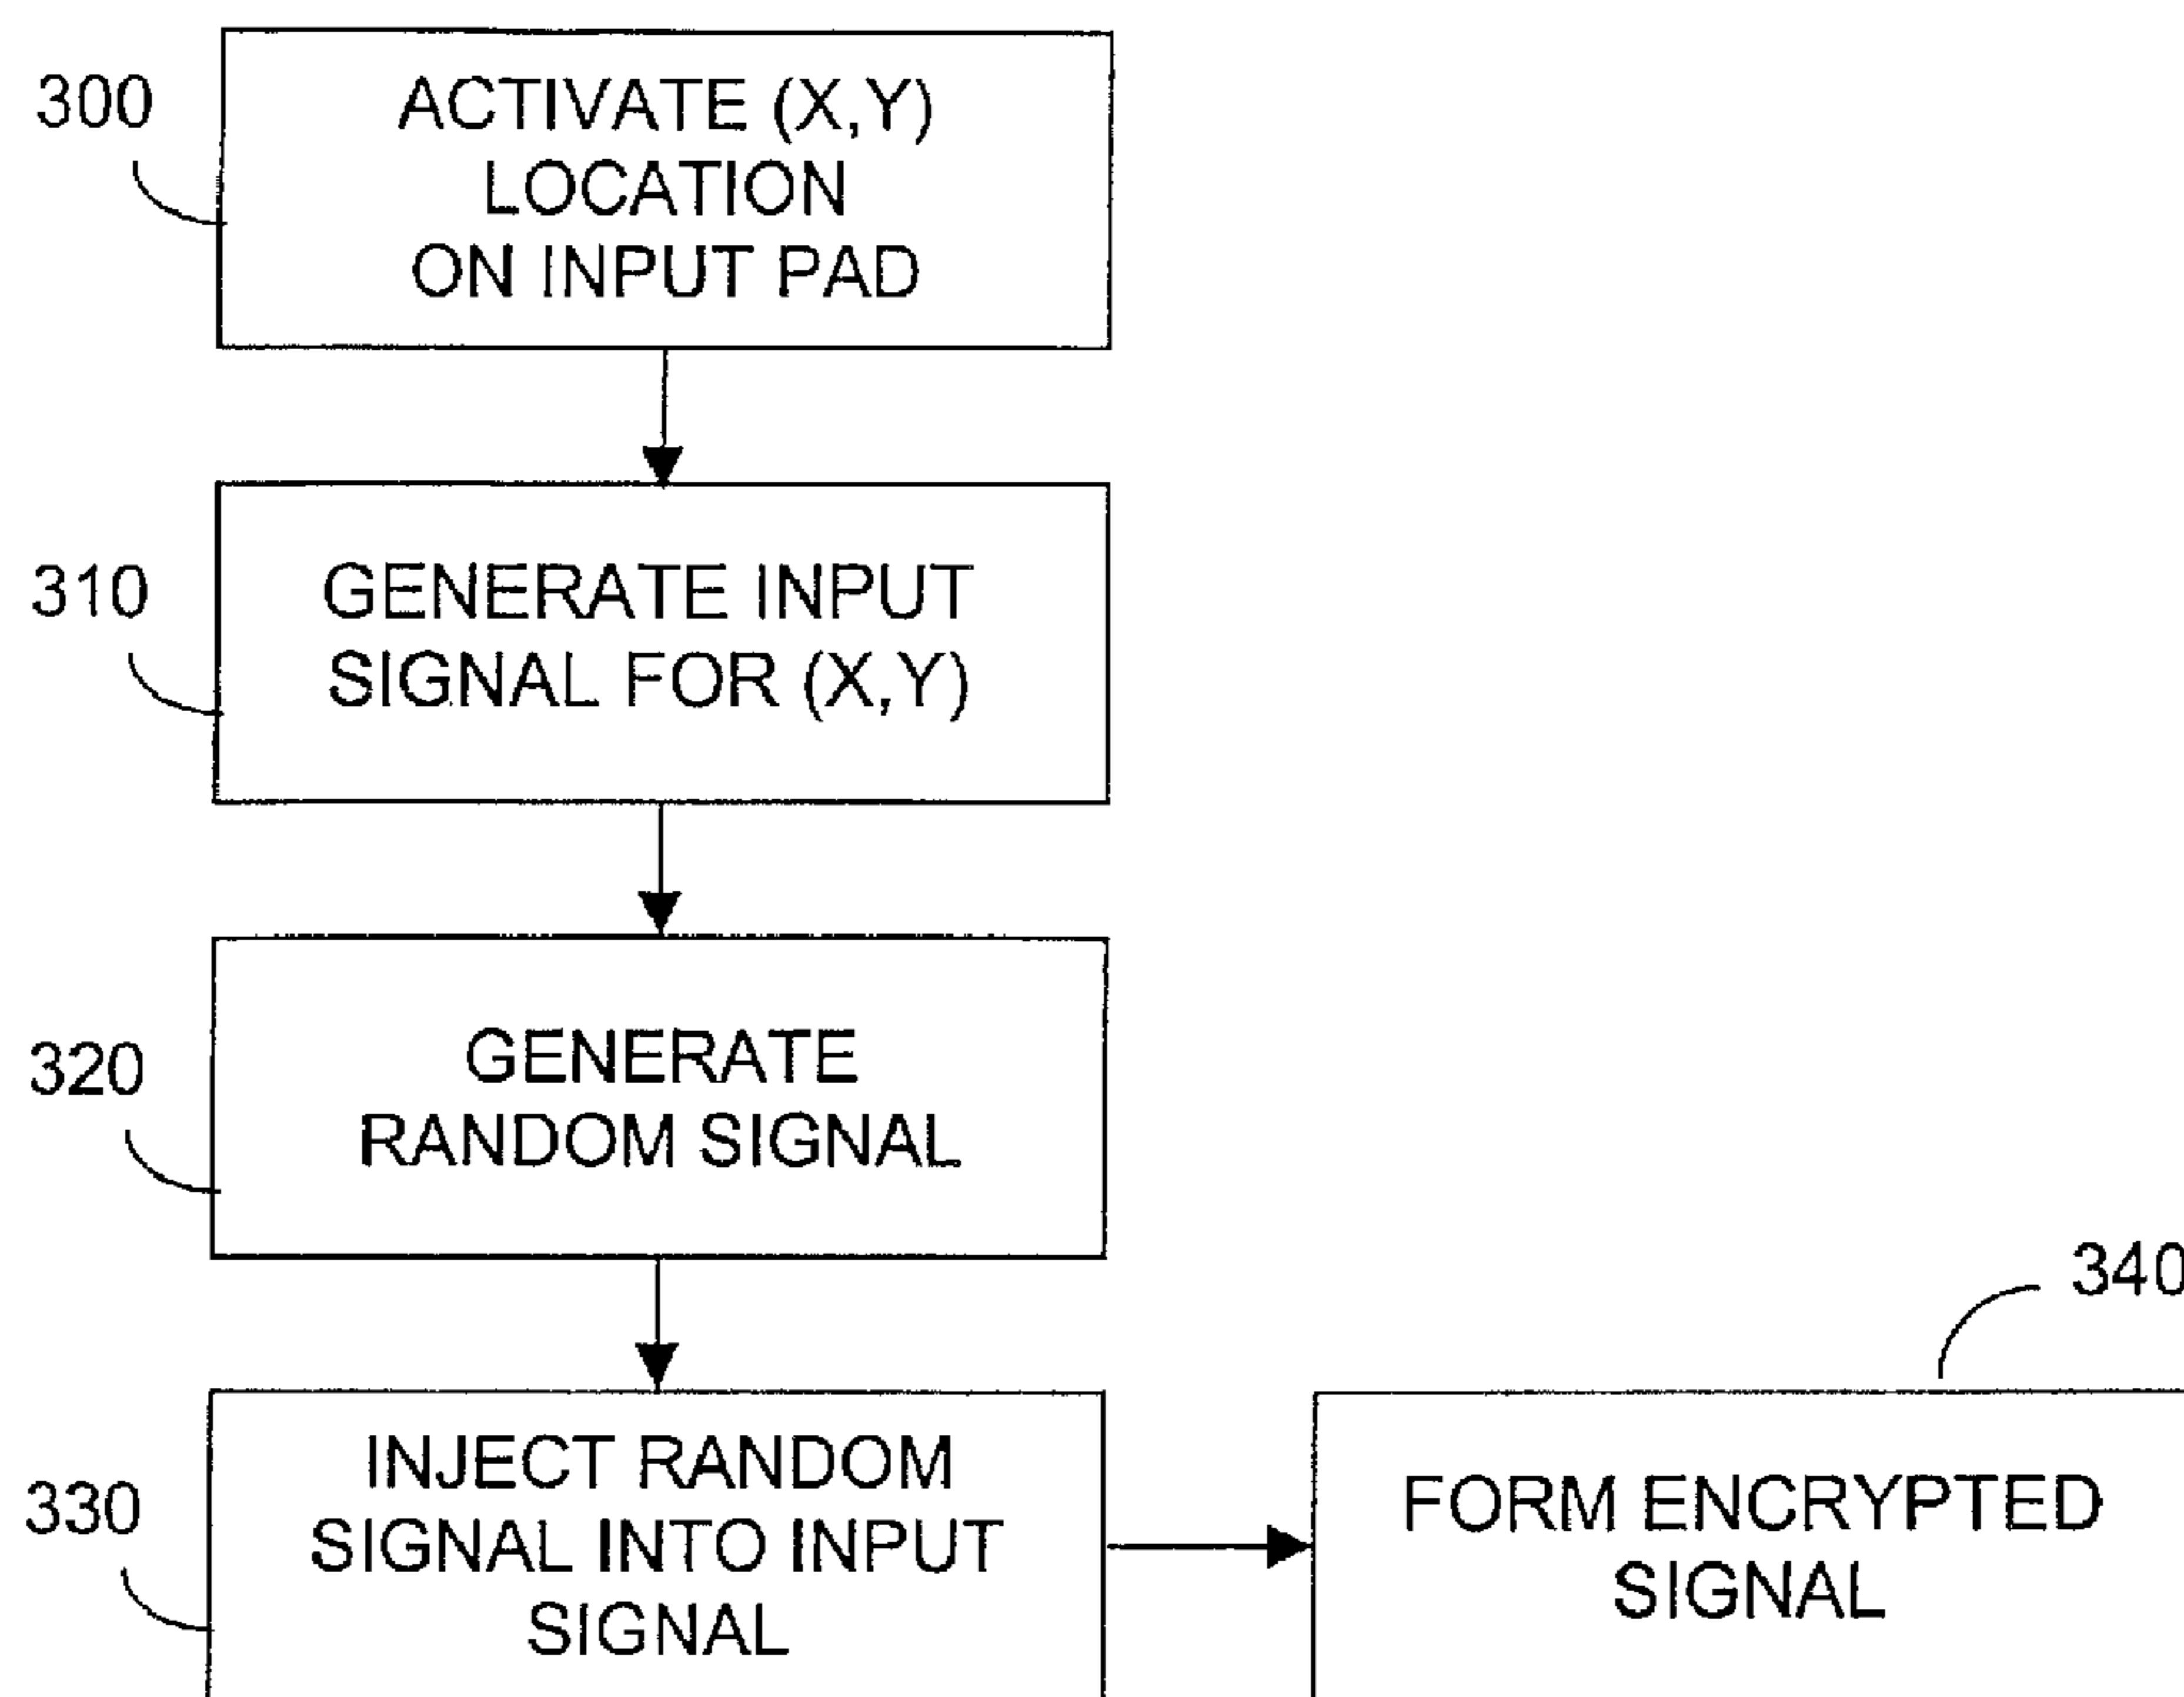 300
ACTIVATE (X,Y)
LOCATION
ON INPUT PAD
310
GENERATE INPUT
SIGNAL FOR (X,Y)
320
GENERATE
RANDOM SIGNAL
330
INJECT RANDOM
SIGNAL INTO INPUT
SIGNAL
340
FORM ENCRYPTED
SIGNAL